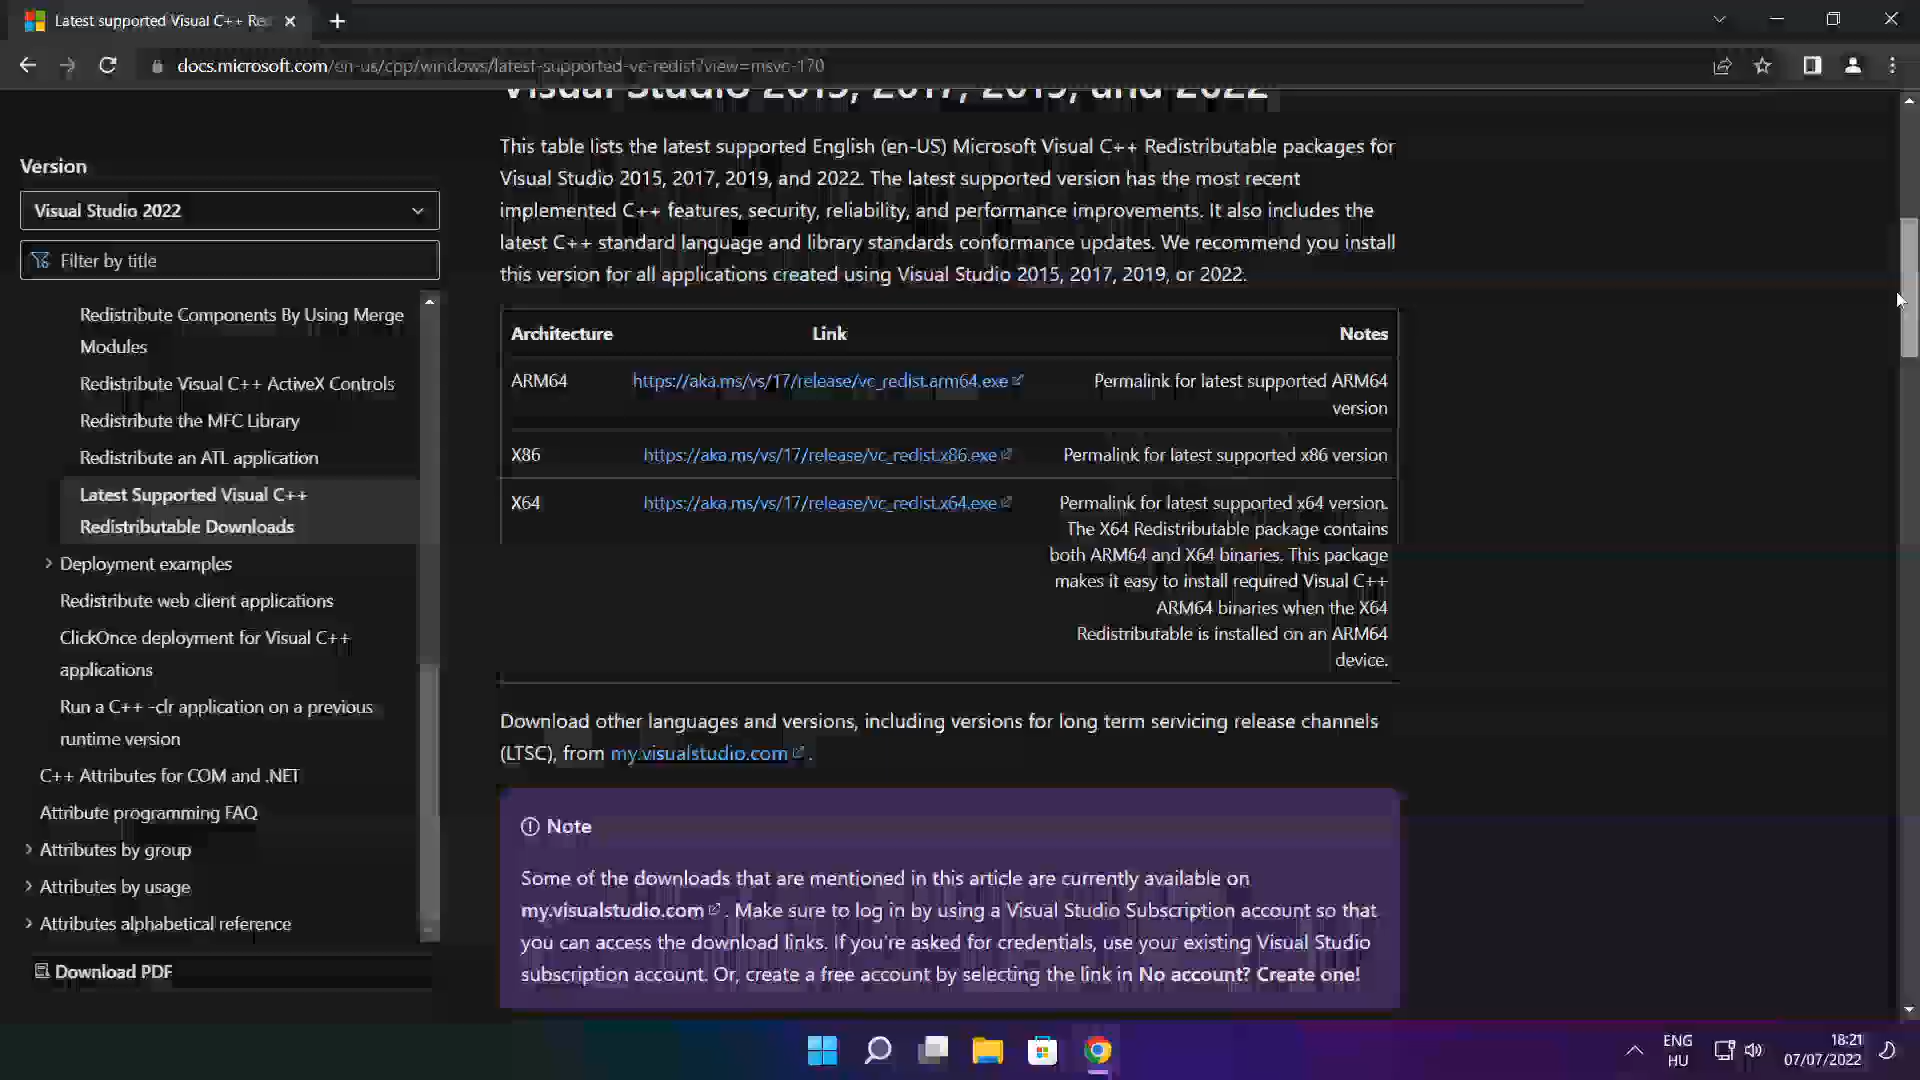 Latest supported Visual C++ Re
docs.microsoft.com/en-us/cpp/windows/latest-supported-vc-redist?view=msvc-170
Visual Studio 2015, 2017, 2019, and 2022
Version
Visual Studio 2022
Filter by title
Redistribute Components By Using Merge
Modules
Redistribute Visual C++ ActiveX Controls
Redistribute the MFC Library
Redistribute an ATL application
Latest Supported Visual C++
Redistributable Downloads
Deployment examples
Redistribute web client applications
ClickOnce deployment for Visual C++
applications
Run a C++ -clr application on a previous
runtime version
C++ Attributes for COM and .NET
Attribute programming FAQ
Attributes by group
Attributes by usage
Attributes alphabetical reference
Download PDF
This table lists the latest supported English (en-US) Microsoft Visual C++ Redistributable packages for
Visual Studio 2015, 2017, 2019, and 2022. The latest supported version has the most recent
implemented C++ features, security, reliability, and performance improvements. It also includes the
latest C++ standard language and library standards conformance updates. We recommend you install
this version for all applications created using Visual Studio 2015, 2017, 2019, or 2022.
Architecture Link Notes
ARM64 https://aka.ms/vs/17/release/vc_redist.arm64.exe Permalink for latest supported ARM64
version
X86 https://aka.ms/vs/17/release/vc_redist.x86.exe Permalink for latest supported x86 version
X64 https://aka.ms/vs/17/release/vc_redist.x64.exe Permalink for latest supported x64 version.
The X64 Redistributable package contains
both ARM64 and X64 binaries. This package
makes it easy to install required Visual C++
ARM64 binaries when the X64
Redistributable is installed on an ARM64
device.
Download other languages and versions, including versions for long term servicing release channels
(LTSC), from my.visualstudio.com .
Note
Some of the downloads that are mentioned in this article are currently available on
my.visualstudio.com . Make sure to log in by using a Visual Studio Subscription account so that
you can access the download links. If you're asked for credentials, use your existing Visual Studio
subscription account. Or, create a free account by selecting the link in No account? Create one!
ENG
HU
18:21
07/07/2022